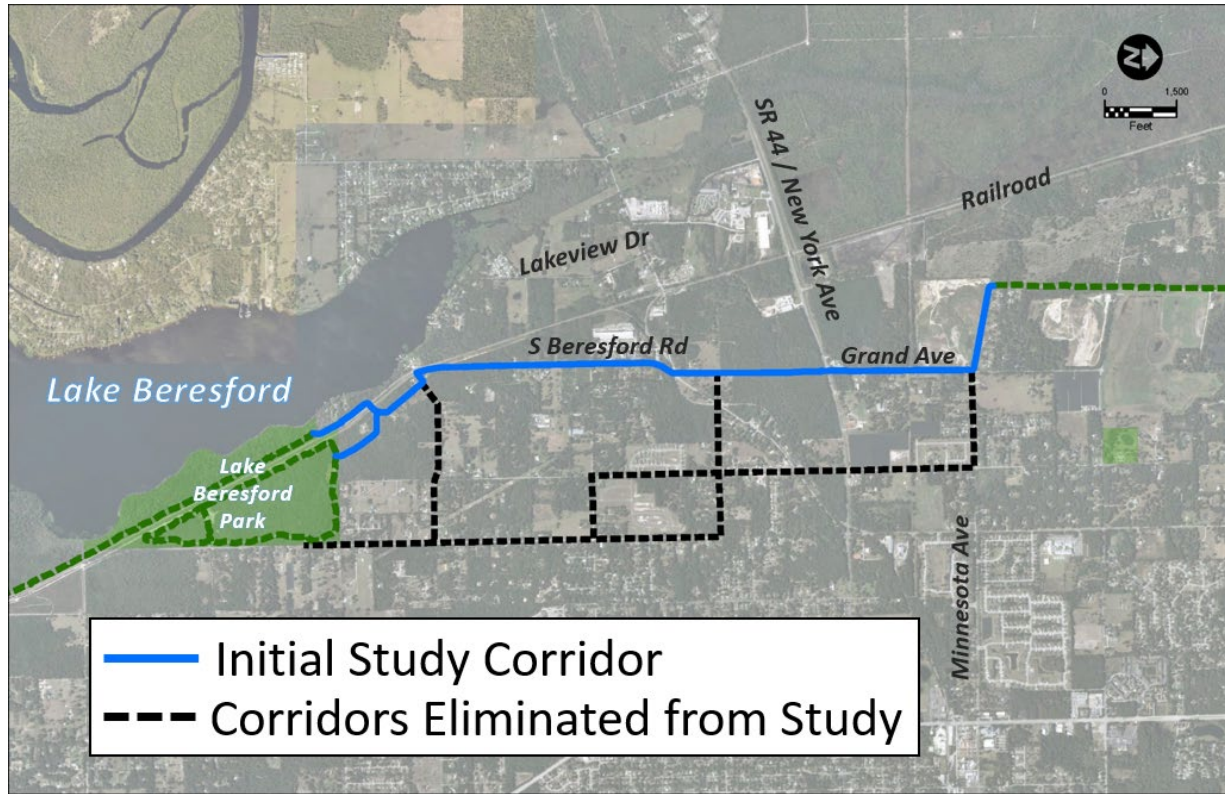 N
0 1,500
Feet
SR 44 / New York Ave
Railroad
Lakeview Dr
S Beresford Rd
Grand Ave
Lake Beresford
Lake
Beresford
Park
Minnesota Ave
Initial Study Corridor
Corridors Eliminated from Study